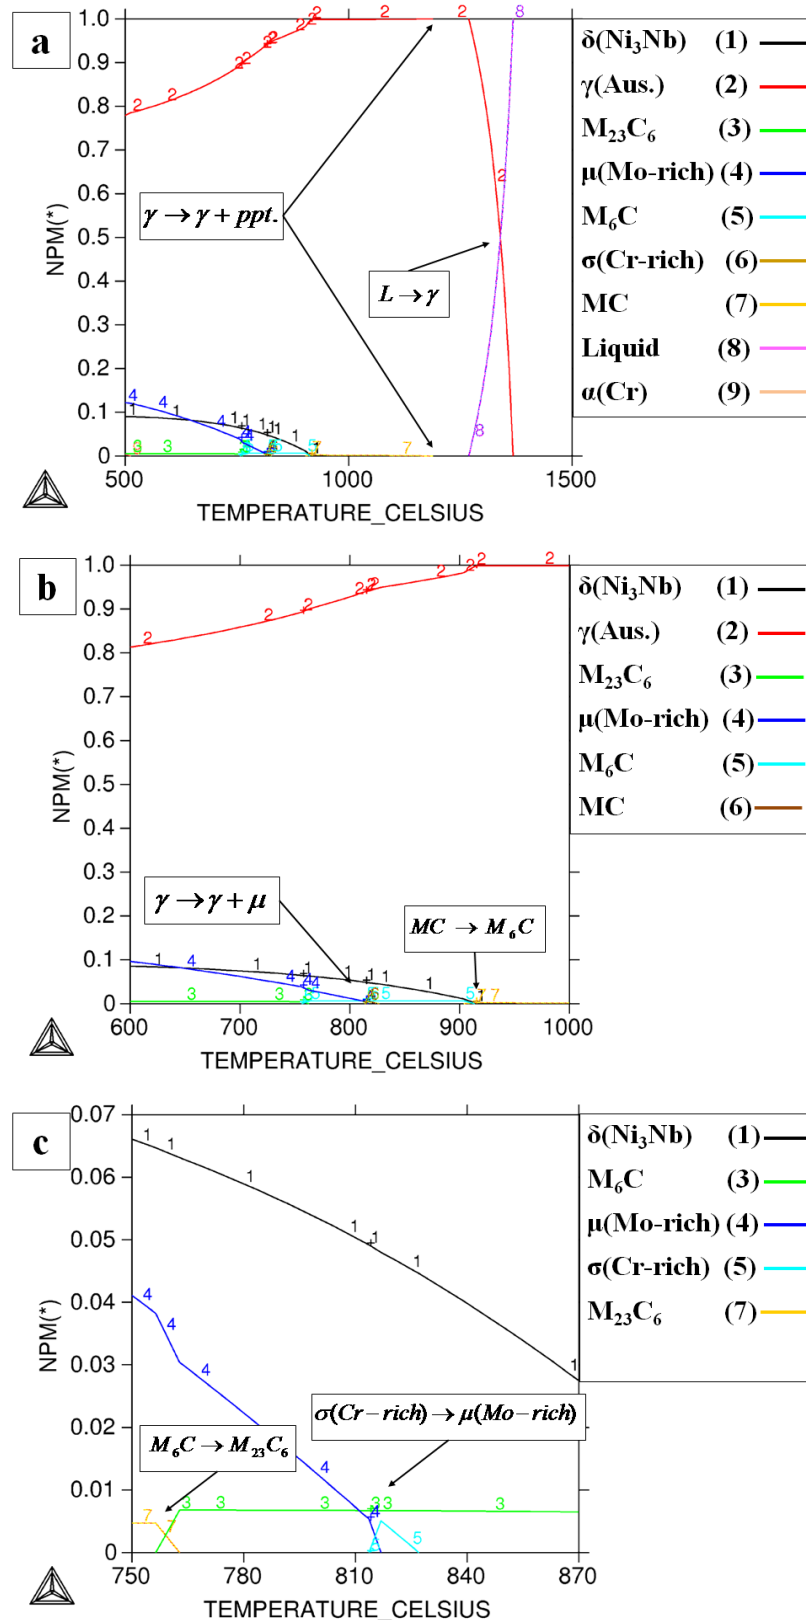 a
1.0
0.9
0.8
0.7
0.6
0.5
0.4
0.3
0.2
0.1
0
NPM(*)
500 1000 1500
TEMPERATURE_CELSIUS
γ → γ + ppt.
L → γ
δ(Ni₃Nb) (1)
γ(Aus.) (2)
M₂₃C₆ (3)
μ(Mo-rich) (4)
M₆C (5)
σ(Cr-rich) (6)
MC (7)
Liquid (8)
α(Cr) (9)
b
1.0
0.9
0.8
0.7
0.6
0.5
0.4
0.3
0.2
0.1
0
NPM(*)
600 700 800 900 1000
TEMPERATURE_CELSIUS
γ → γ + μ
MC → M₆C
δ(Ni₃Nb) (1)
γ(Aus.) (2)
M₂₃C₆ (3)
μ(Mo-rich) (4)
M₆C (5)
MC (6)
c
0.07
0.06
0.05
0.04
0.03
0.02
0.01
0
NPM(*)
750 780 810 840 870
TEMPERATURE_CELSIUS
σ(Cr−rich) → μ(Mo−rich)
M₆C → M₂₃C₆
δ(Ni₃Nb) (1)
M₆C (3)
μ(Mo-rich) (4)
σ(Cr-rich) (5)
M₂₃C₆ (7)